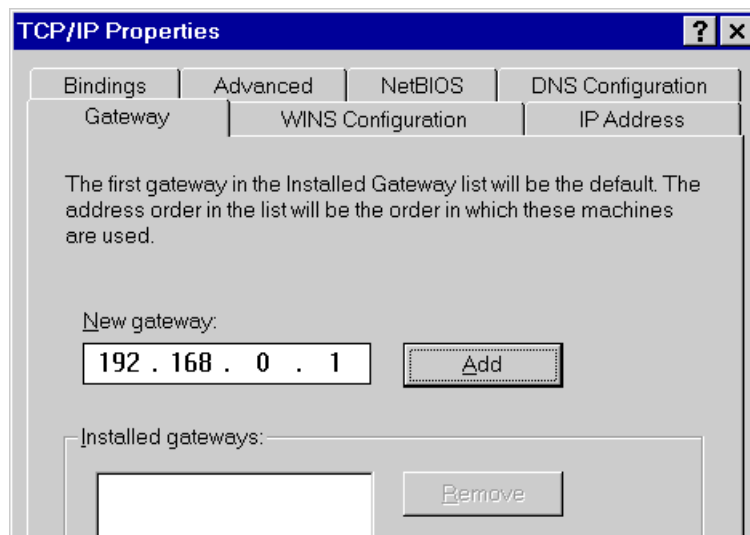 TCP/IP Properties
? ×
Bindings Advanced NetBIOS DNS Configuration
Gateway WINS Configuration IP Address
The first gateway in the Installed Gateway list will be the default. The
address order in the list will be the order in which these machines
are used.
New gateway:
192 . 168 . 0 . 1 Add
Installed gateways:
Remove